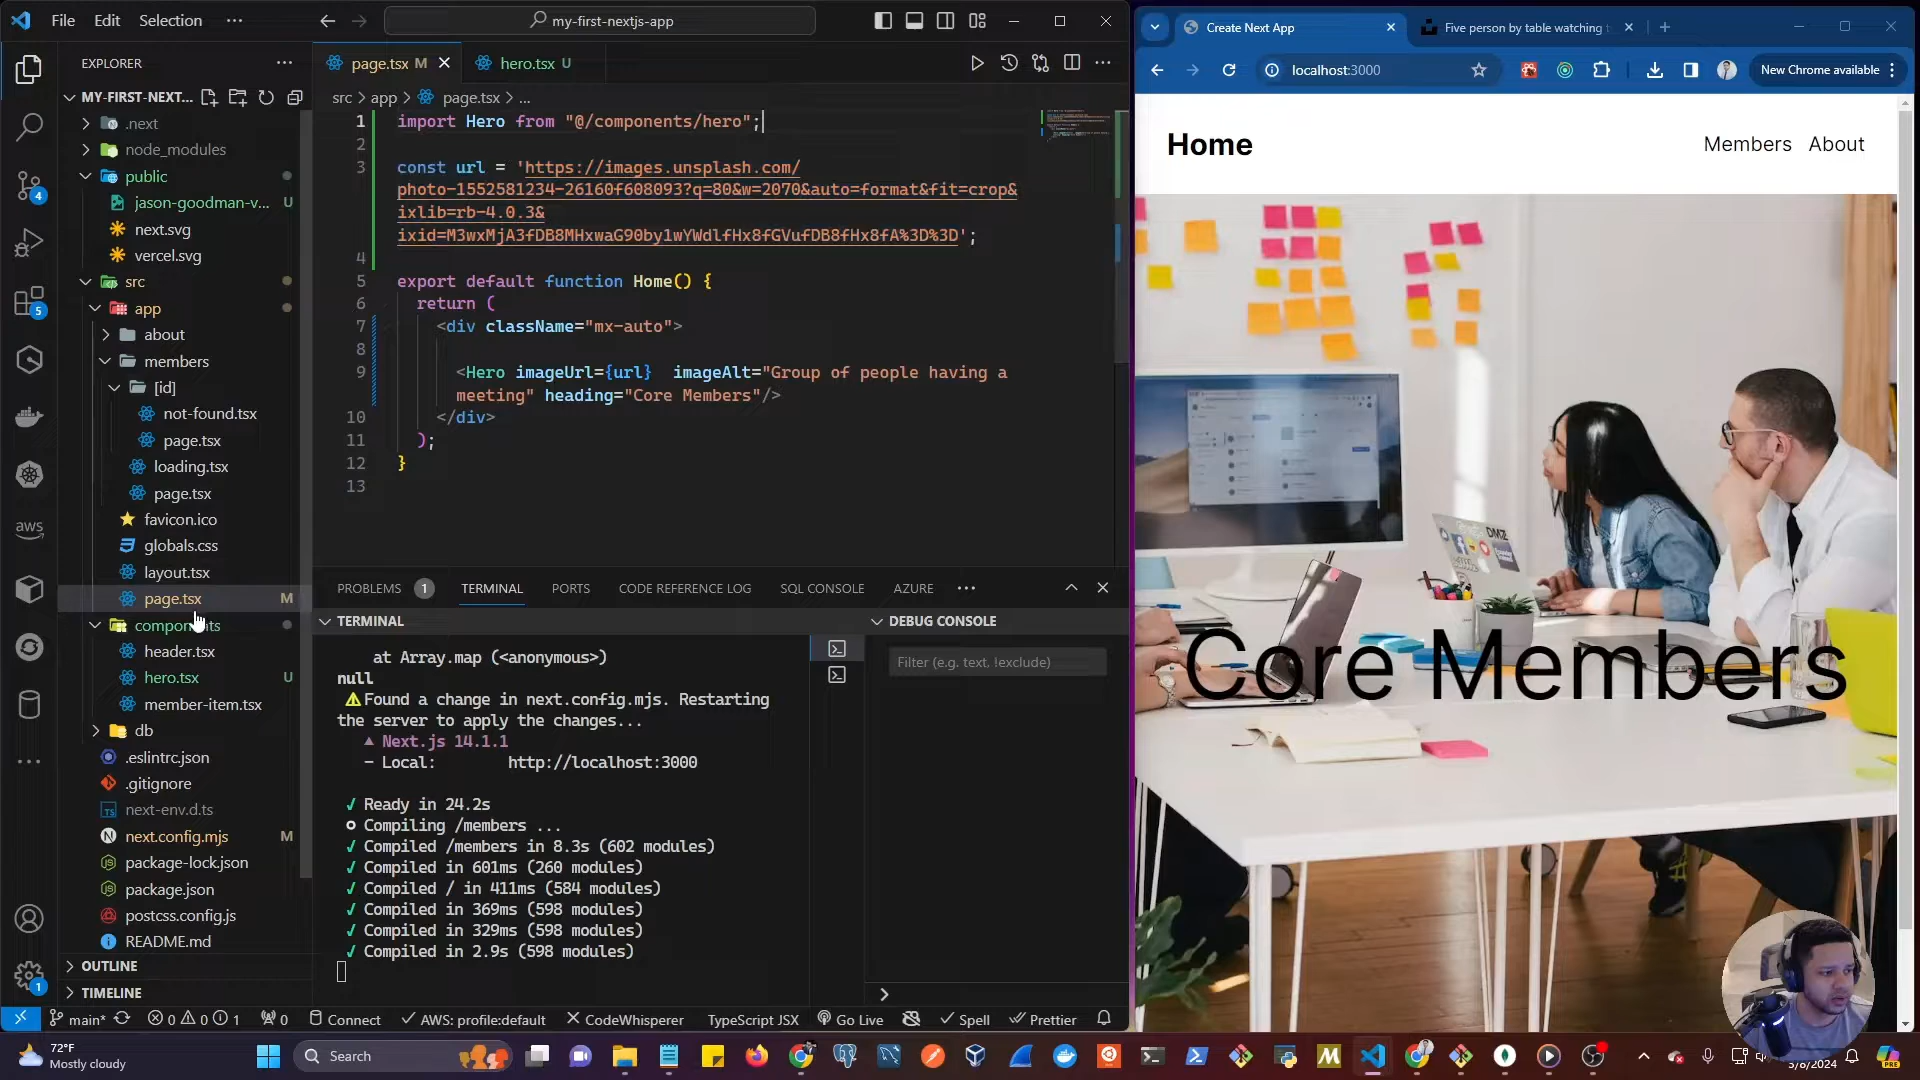 File Edit Selection ··· my-first-nextjs-app
EXPLORER
MY-FIRST-NEXT...
.next
node_modules
public
jason-goodman-v... U
next.svg
vercel.svg
src
app
about
members
[id]
not-found.tsx
page.tsx
loading.tsx
page.tsx
favicon.ico
globals.css
layout.tsx
page.tsx M
components
header.tsx
hero.tsx U
member-item.tsx
db
.eslintrc.json
.gitignore
next-env.d.ts
next.config.mjs M
package-lock.json
package.json
postcss.config.js
README.md
OUTLINE
TIMELINE
4
5
aws
1
page.tsx M hero.tsx U
src > app > page.tsx > ...
1 import Hero from "@/components/hero";
2
3 const url = 'https://images.unsplash.com/
photo-1552581234-26160f608093?q=80&w=2070&auto=format&fit=crop&
ixlib=rb-4.0.3&
ixid=M3wxMjA3fDB8MHxwaG90by1wYWdlfHx8fGVufDB8fHx8fA%3D%3D';
4
5 export default function Home() {
6 return (
7 <div className="mx-auto">
8
9 <Hero imageUrl={url} imageAlt="Group of people having a
meeting" heading="Core Members"/>
10 </div>
11 );
12 }
13
PROBLEMS 1 TERMINAL PORTS CODE REFERENCE LOG SQL CONSOLE AZURE ···
TERMINAL
at Array.map (<anonymous>)
null
⚠Found a change in next.config.mjs. Restarting
the server to apply the changes...
▲ Next.js 14.1.1
- Local: http://localhost:3000
✓ Ready in 24.2s
○ Compiling /members ...
✓ Compiled /members in 8.3s (602 modules)
✓ Compiled in 601ms (260 modules)
✓ Compiled / in 411ms (584 modules)
✓ Compiled in 369ms (598 modules)
✓ Compiled in 329ms (598 modules)
✓ Compiled in 2.9s (598 modules)
DEBUG CONSOLE
Filter (e.g. text, !exclude)
main* 0 0 1 0 Connect AWS: profile:default CodeWhisperer TypeScript JSX Go Live Spell Prettier
Create Next App Five person by table watching
localhost:3000 New Chrome available
Home Members About
DMZ
Core Members
72°F
Mostly cloudy
Search
5/8/2024